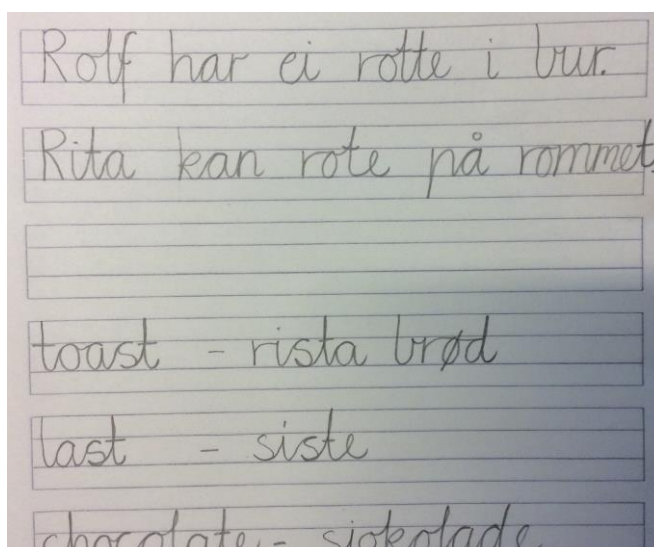 Rolf har ei rotte i bur.
Rita kan rote på rommet.
toast - rista brød
last - siste
chocolate - sjokolade